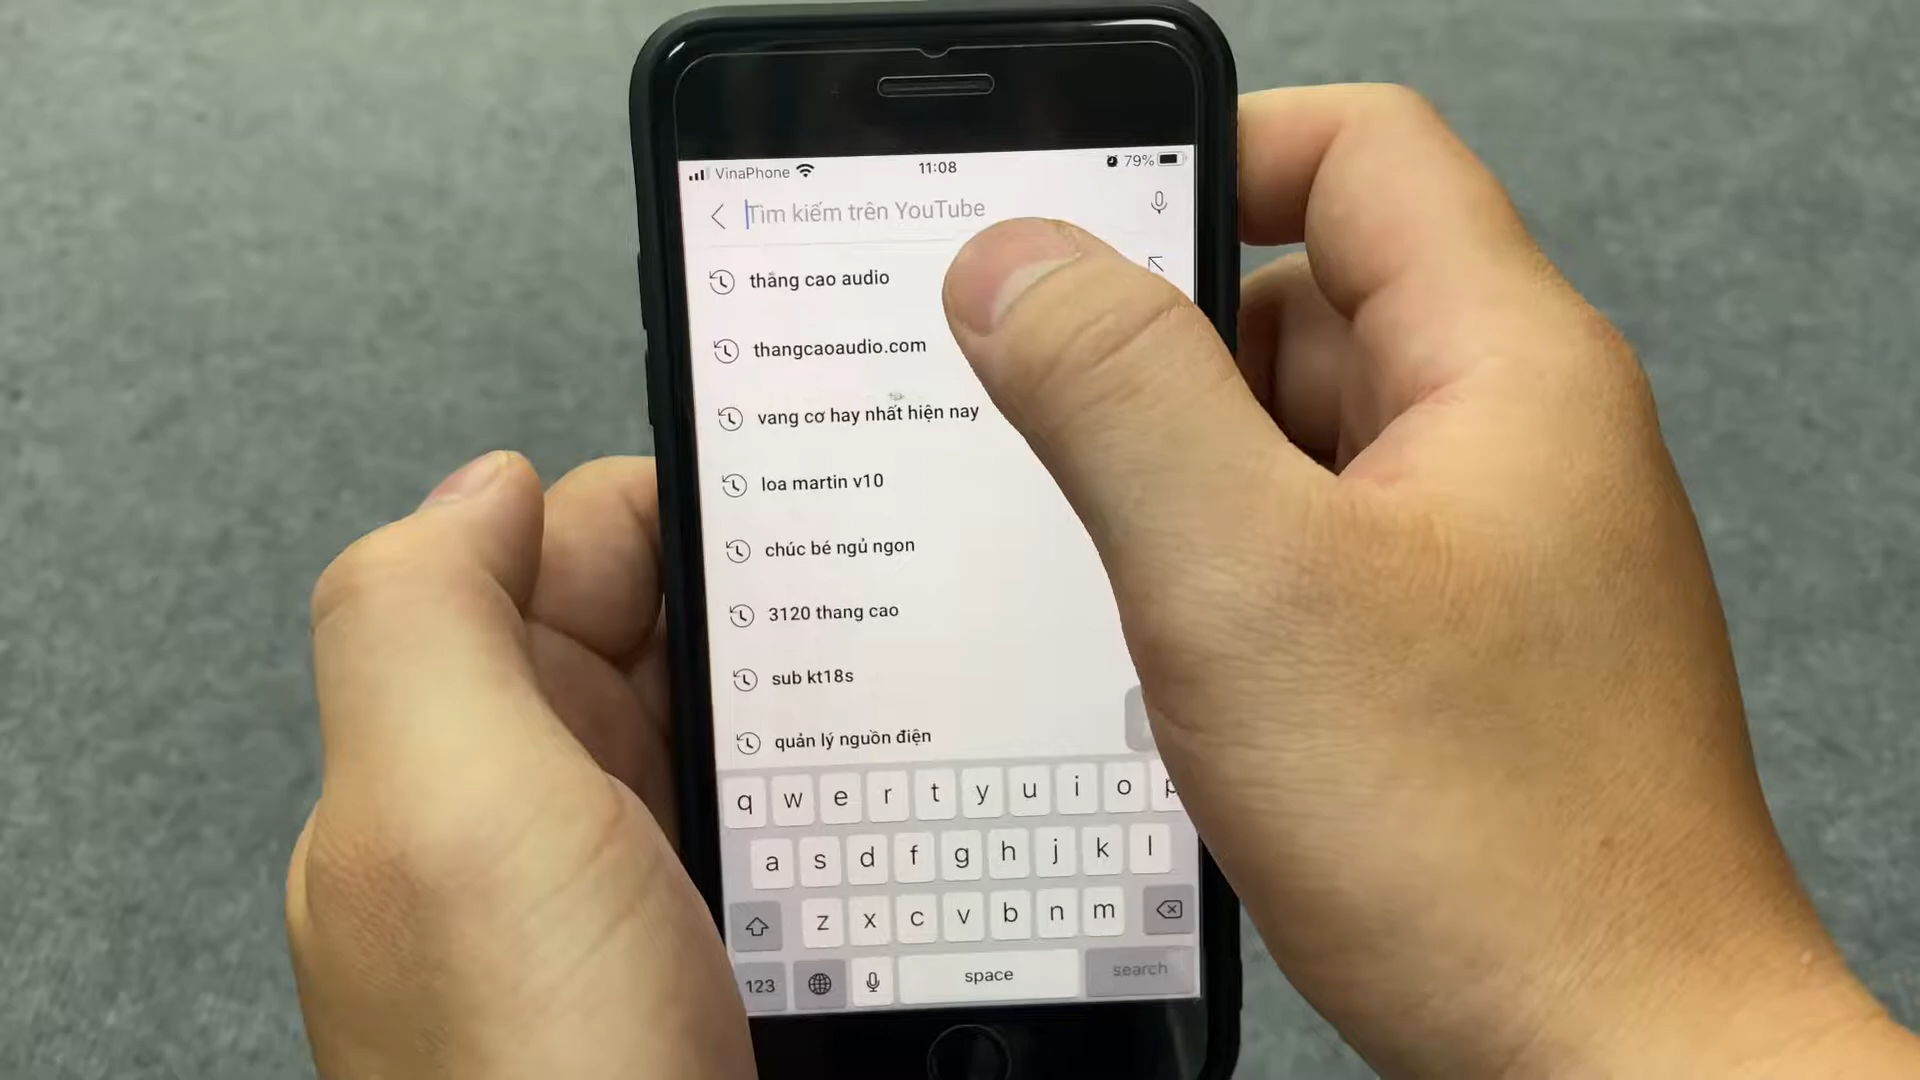 VinaPhone 11:08 79%
Tìm kiếm trên YouTube
thắng cao audio
thangcaoaudio.com
vang cơ hay nhất hiện nay
loa martin v10
chúc bé ngủ ngon
3120 thang cao
sub kt18s
quản lý nguồn điện
q w e r t y u i o p
a s d f g h j k l
z x c v b n m
123 space search